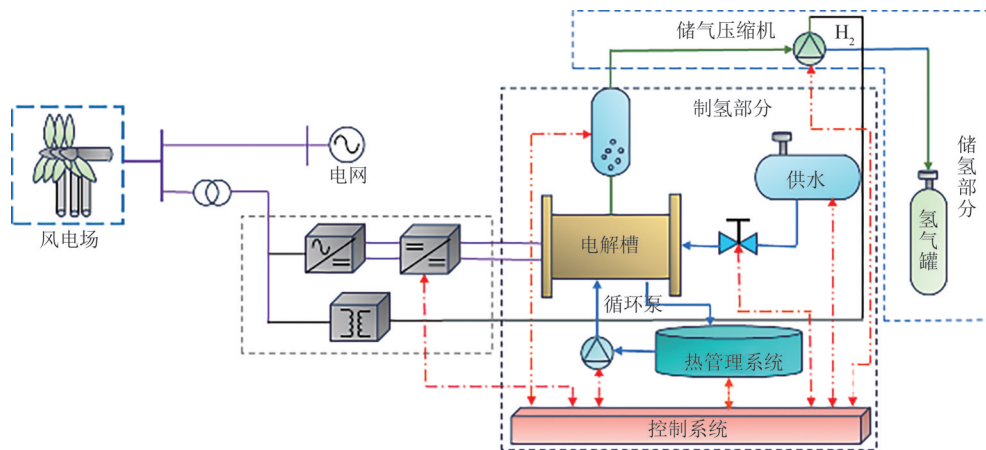 储气压缩机
H₂
制氢部分
储氢部分
电网
供水
风电场
电解槽
氢气罐
循环泵
热管理系统
控制系统